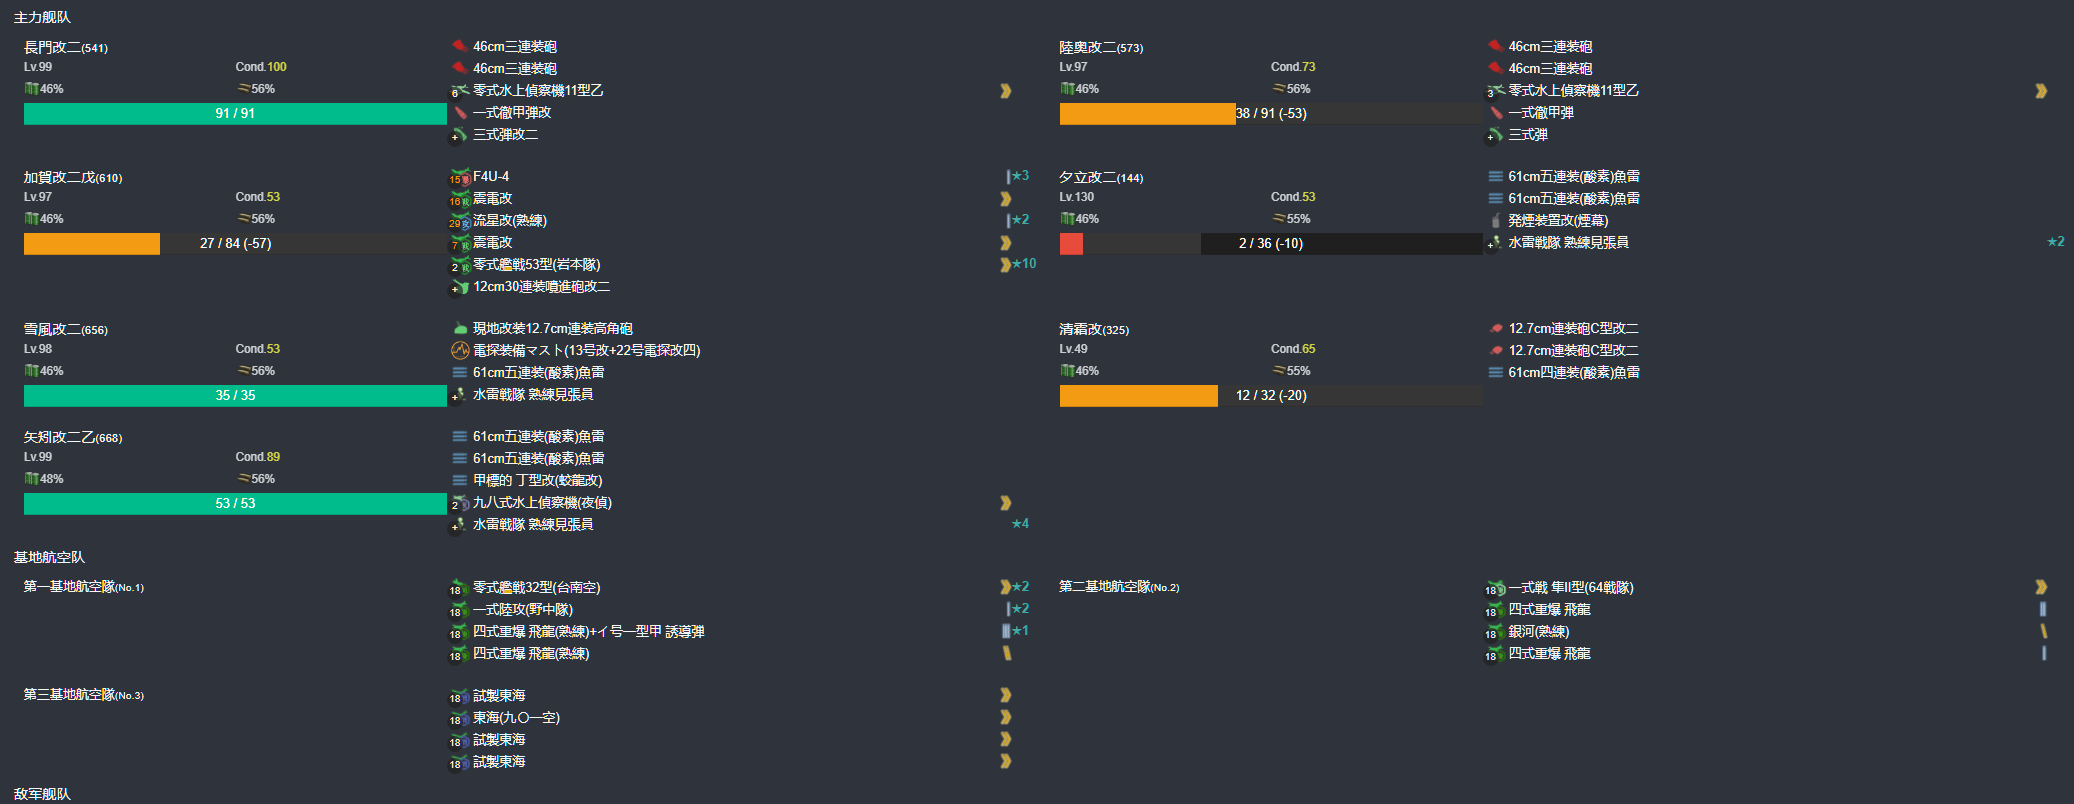 主力舰队
長門改二(541)
Lv.99 Cond.100
46% 56%
91 / 91
46cm三連装砲
46cm三連装砲
6 零式水上偵察機11型乙
一式徹甲弾改
+ 三式弾改二
陸奥改二(573)
Lv.97 Cond.73
46% 56%
38 / 91 (-53)
46cm三連装砲
46cm三連装砲
3 零式水上偵察機11型乙
一式徹甲弾
+ 三式弾
加賀改二戊(610)
Lv.97 Cond.53
46% 56%
27 / 84 (-57)
15 F4U-4 ★3
16 震電改
29 流星改(熟練) ★2
7 震電改
2 零式艦戦53型(岩本隊) ★10
+ 12cm30連装噴進砲改二
夕立改二(144)
Lv.130 Cond.53
46% 55%
2 / 36 (-10)
61cm五連装(酸素)魚雷
61cm五連装(酸素)魚雷
発煙装置改(煙幕)
+ 水雷戦隊 熟練見張員 ★2
雪風改二(656)
Lv.98 Cond.53
46% 56%
35 / 35
現地改装12.7cm連装高角砲
電探装備マスト(13号改+22号電探改四)
61cm五連装(酸素)魚雷
+ 水雷戦隊 熟練見張員
清霜改(325)
Lv.49 Cond.65
46% 55%
12 / 32 (-20)
12.7cm連装砲C型改二
12.7cm連装砲C型改二
61cm四連装(酸素)魚雷
矢矧改二乙(668)
Lv.99 Cond.89
48% 56%
53 / 53
61cm五連装(酸素)魚雷
61cm五連装(酸素)魚雷
甲標的 丁型改(蛟龍改)
2 九八式水上偵察機(夜偵)
+ 水雷戦隊 熟練見張員 ★4
基地航空队
第一基地航空隊(No.1)
18 零式艦戦32型(台南空) ★2
18 一式陸攻(野中隊) ★2
18 四式重爆 飛龍(熟練)+イ号一型甲 誘導弾 ★1
18 四式重爆 飛龍(熟練)
第二基地航空隊(No.2)
18 一式戦 隼II型(64戦隊)
18 四式重爆 飛龍
18 銀河(熟練)
18 四式重爆 飛龍
第三基地航空隊(No.3)
18 試製東海
18 東海(九〇一空)
18 試製東海
18 試製東海
敌军舰队